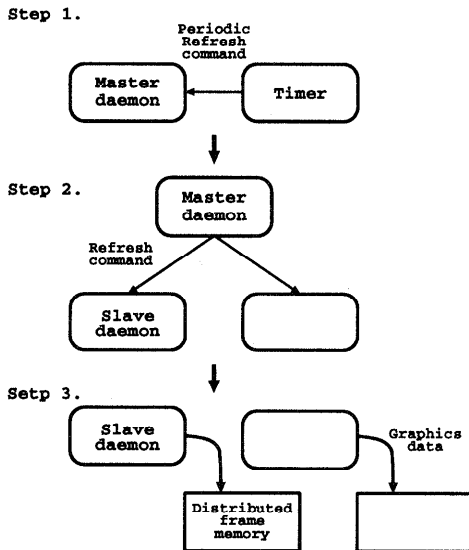 Step 1.
Periodic
Refresh
command
Master
daemon
Timer
Step 2.
Master
daemon
Refresh
command
Slave
daemon
Setp 3.
Slave
daemon
Graphics
data
Distributed
frame
memory